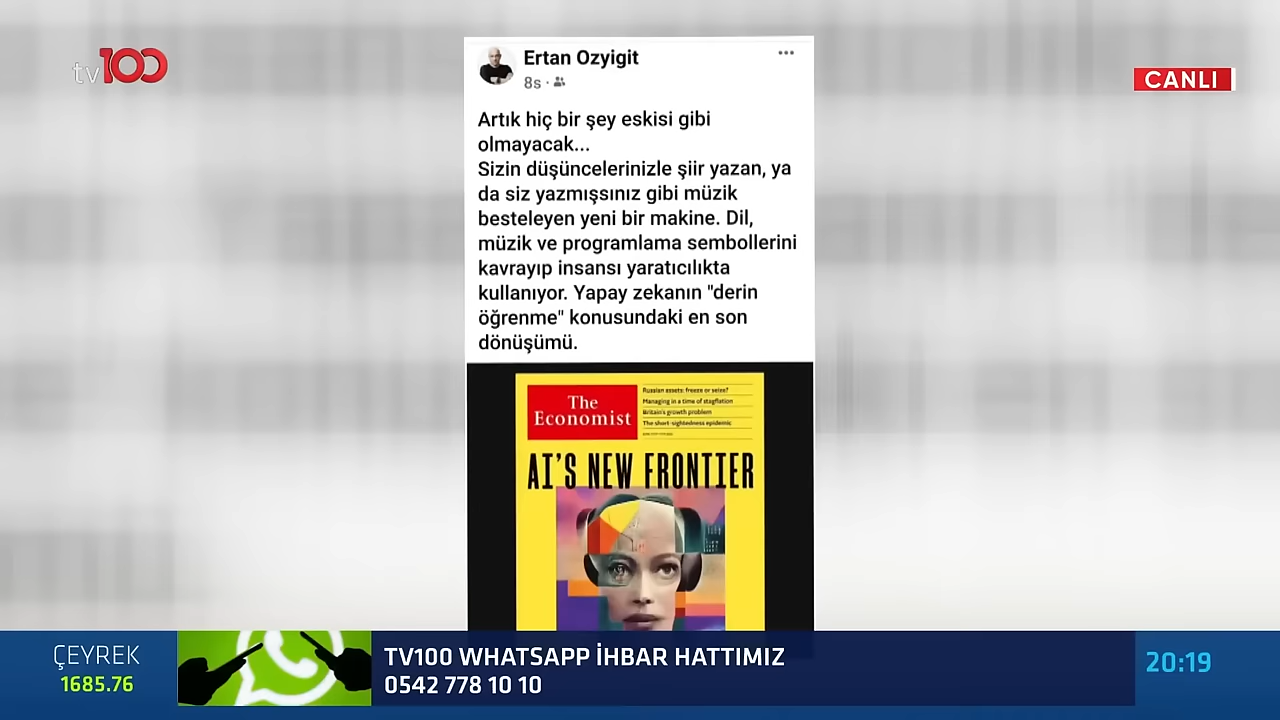 tv100
CANLI
Ertan Ozyigit
8s ·
Artık hiç bir şey eskisi gibi
olmayacak...
Sizin düşüncelerinizle şiir yazan, ya
da siz yazmışsınız gibi müzik
besteleyen yeni bir makine. Dil,
müzik ve programlama sembollerini
kavrayıp insansı yaratıcılıkta
kullanıyor. Yapay zekanın "derin
öğrenme" konusundaki en son
dönüşümü.
The
Economist
Russian assets: freeze or seize?
Managing in a time of stagflation
Britain's growth problem
The short-sightedness epidemic
AI'S NEW FRONTIER
ÇEYREK
1685.76
TV100 WHATSAPP İHBAR HATTIMIZ
0542 778 10 10
20:19